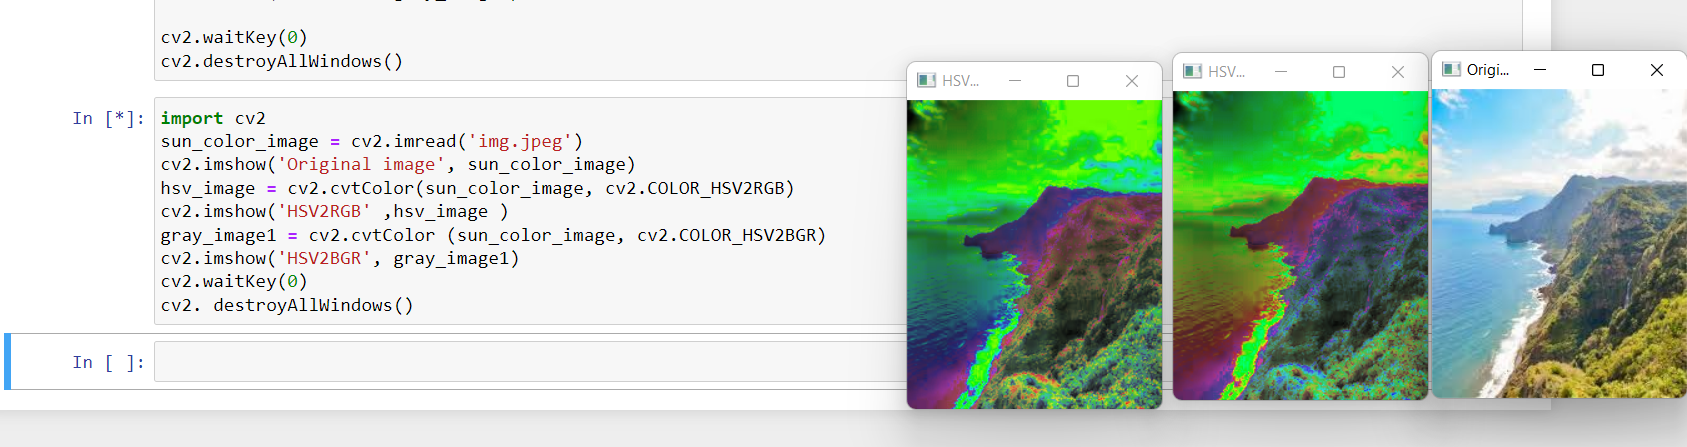 cv2.waitKey(0)
cv2.destroyAllWindows()
In [*]:
import cv2
sun_color_image = cv2.imread('img.jpeg')
cv2.imshow('Original image', sun_color_image)
hsv_image = cv2.cvtColor(sun_color_image, cv2.COLOR_HSV2RGB)
cv2.imshow('HSV2RGB' ,hsv_image )
gray_image1 = cv2.cvtColor (sun_color_image, cv2.COLOR_HSV2BGR)
cv2.imshow('HSV2BGR', gray_image1)
cv2.waitKey(0)
cv2. destroyAllWindows()
In [ ]:
HSV...
HSV...
Origi...